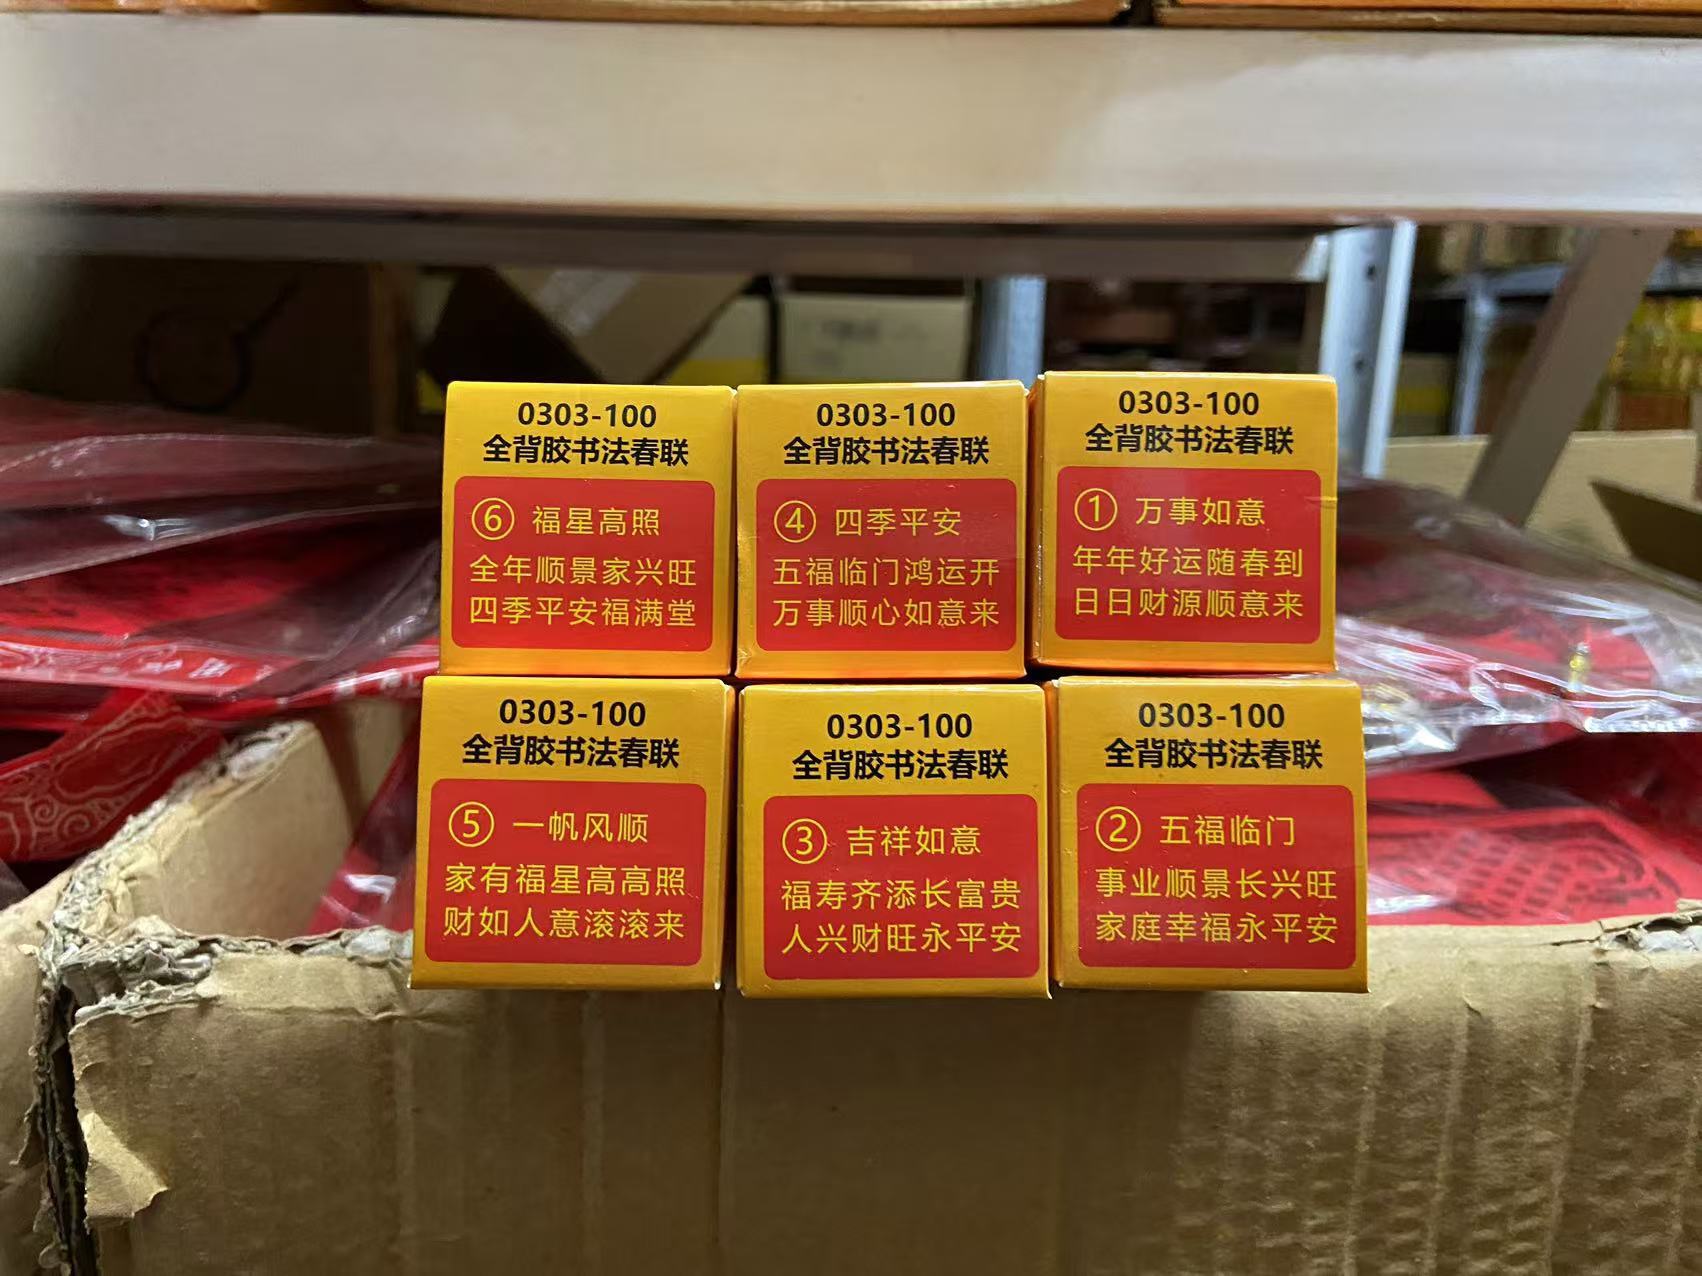 0303-100
全背胶书法春联
⑥ 福星高照
全年顺景家兴旺
四季平安福满堂
0303-100
全背胶书法春联
④ 四季平安
五福临门鸿运开
万事顺心如意来
0303-100
全背胶书法春联
① 万事如意
年年好运随春到
日日财源顺意来
0303-100
全背胶书法春联
⑤ 一帆风顺
家有福星高高照
财如人意滚滚来
0303-100
全背胶书法春联
③ 吉祥如意
福寿齐添长富贵
人兴财旺永平安
0303-100
全背胶书法春联
② 五福临门
事业顺景长兴旺
家庭幸福永平安